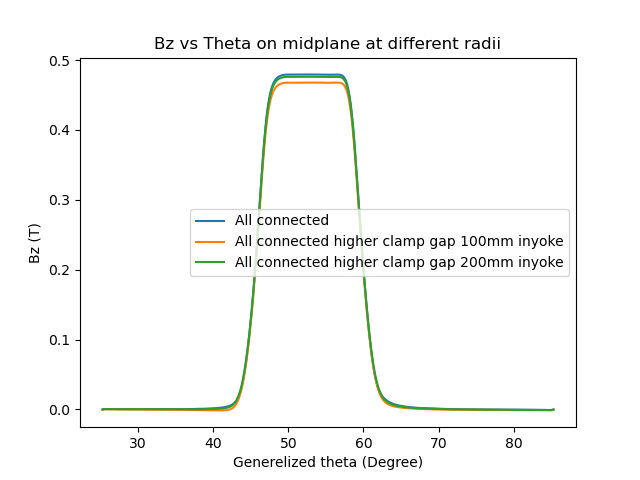 Bz vs Theta on midplane at different radii
0.5
0.4
0.3
0.2
0.1
0.0
Bz (T)
All connected
All connected higher clamp gap 100mm inyoke
All connected higher clamp gap 200mm inyoke
30 40 50 60 70 80
Generelized theta (Degree)